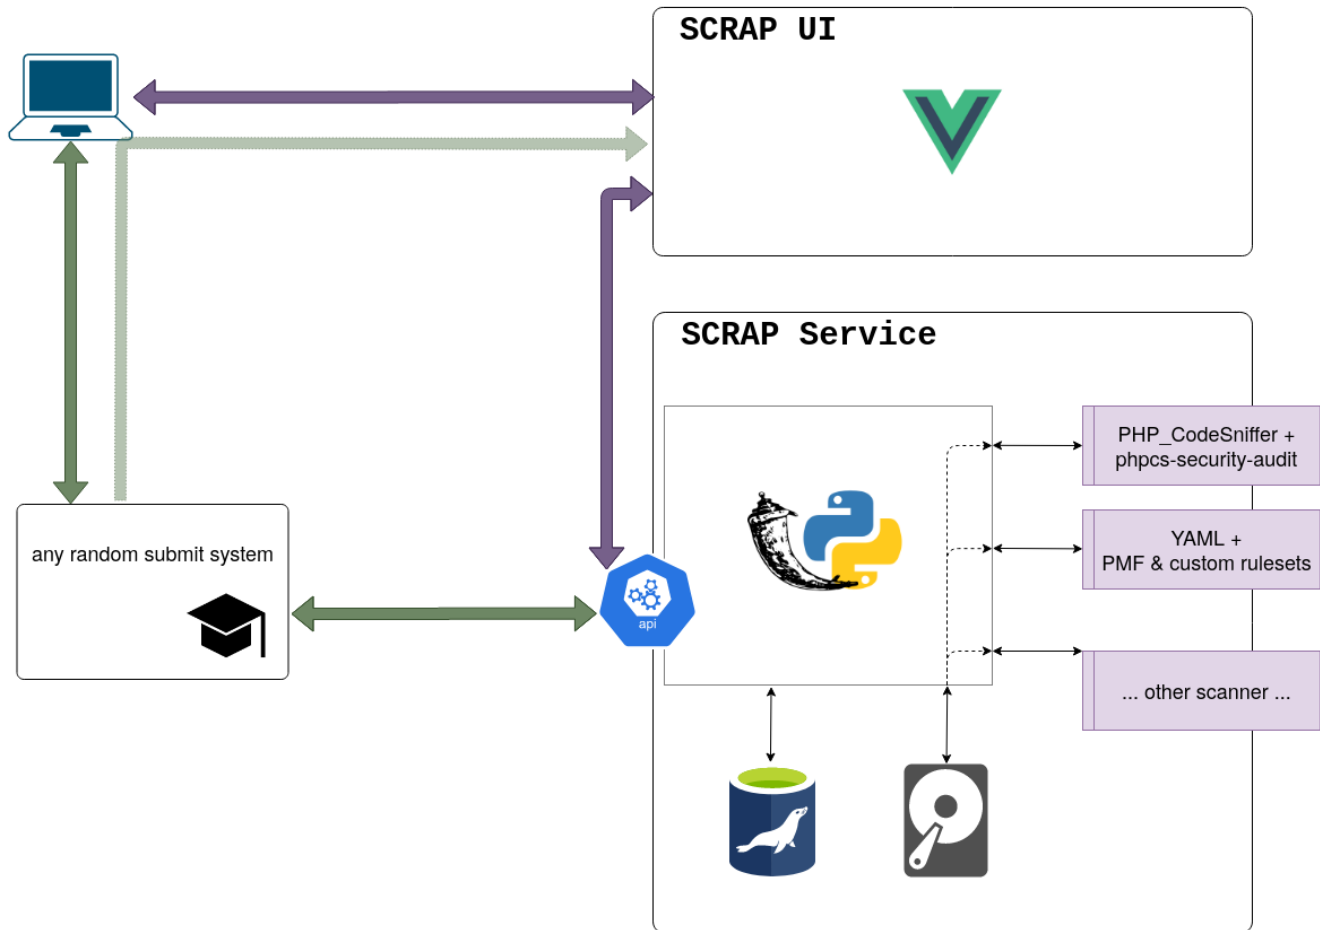 SCRAP UI
SCRAP Service
PHP_CodeSniffer +
phpcs-security-audit
YAML +
PMF & custom rulesets
any random submit system
api
... other scanner ...